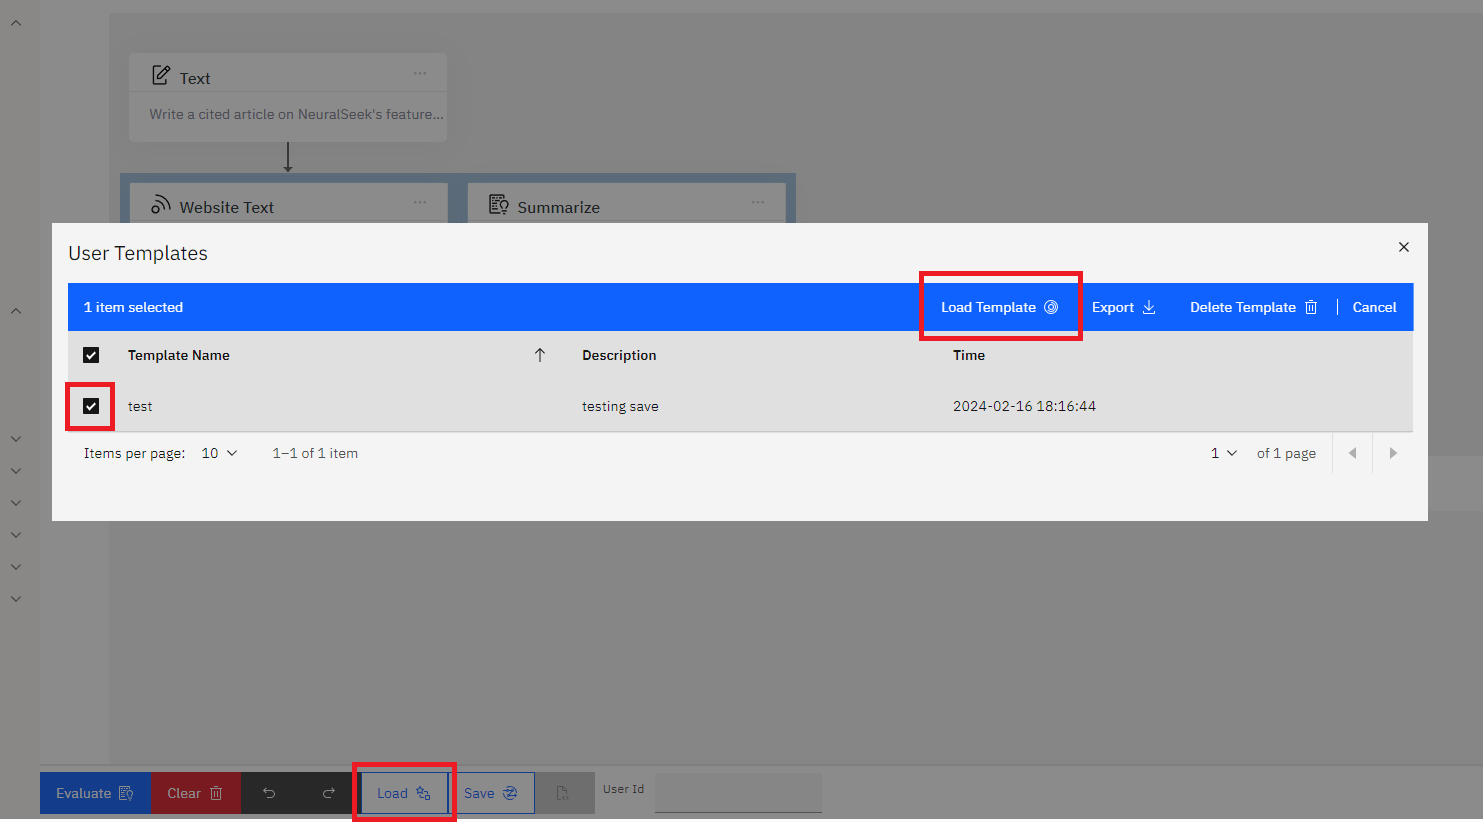 Text
Write a cited article on NeuralSeek's feature...
Website Text
Summarize
User Templates
1 item selected
Load Template
Export
Delete Template
Cancel
Template Name
Description
Time
test
testing save
2024-02-16 18:16:44
Items per page:
10
1–1 of 1 item
1
of 1 page
Evaluate
Clear
Load
Save
User Id